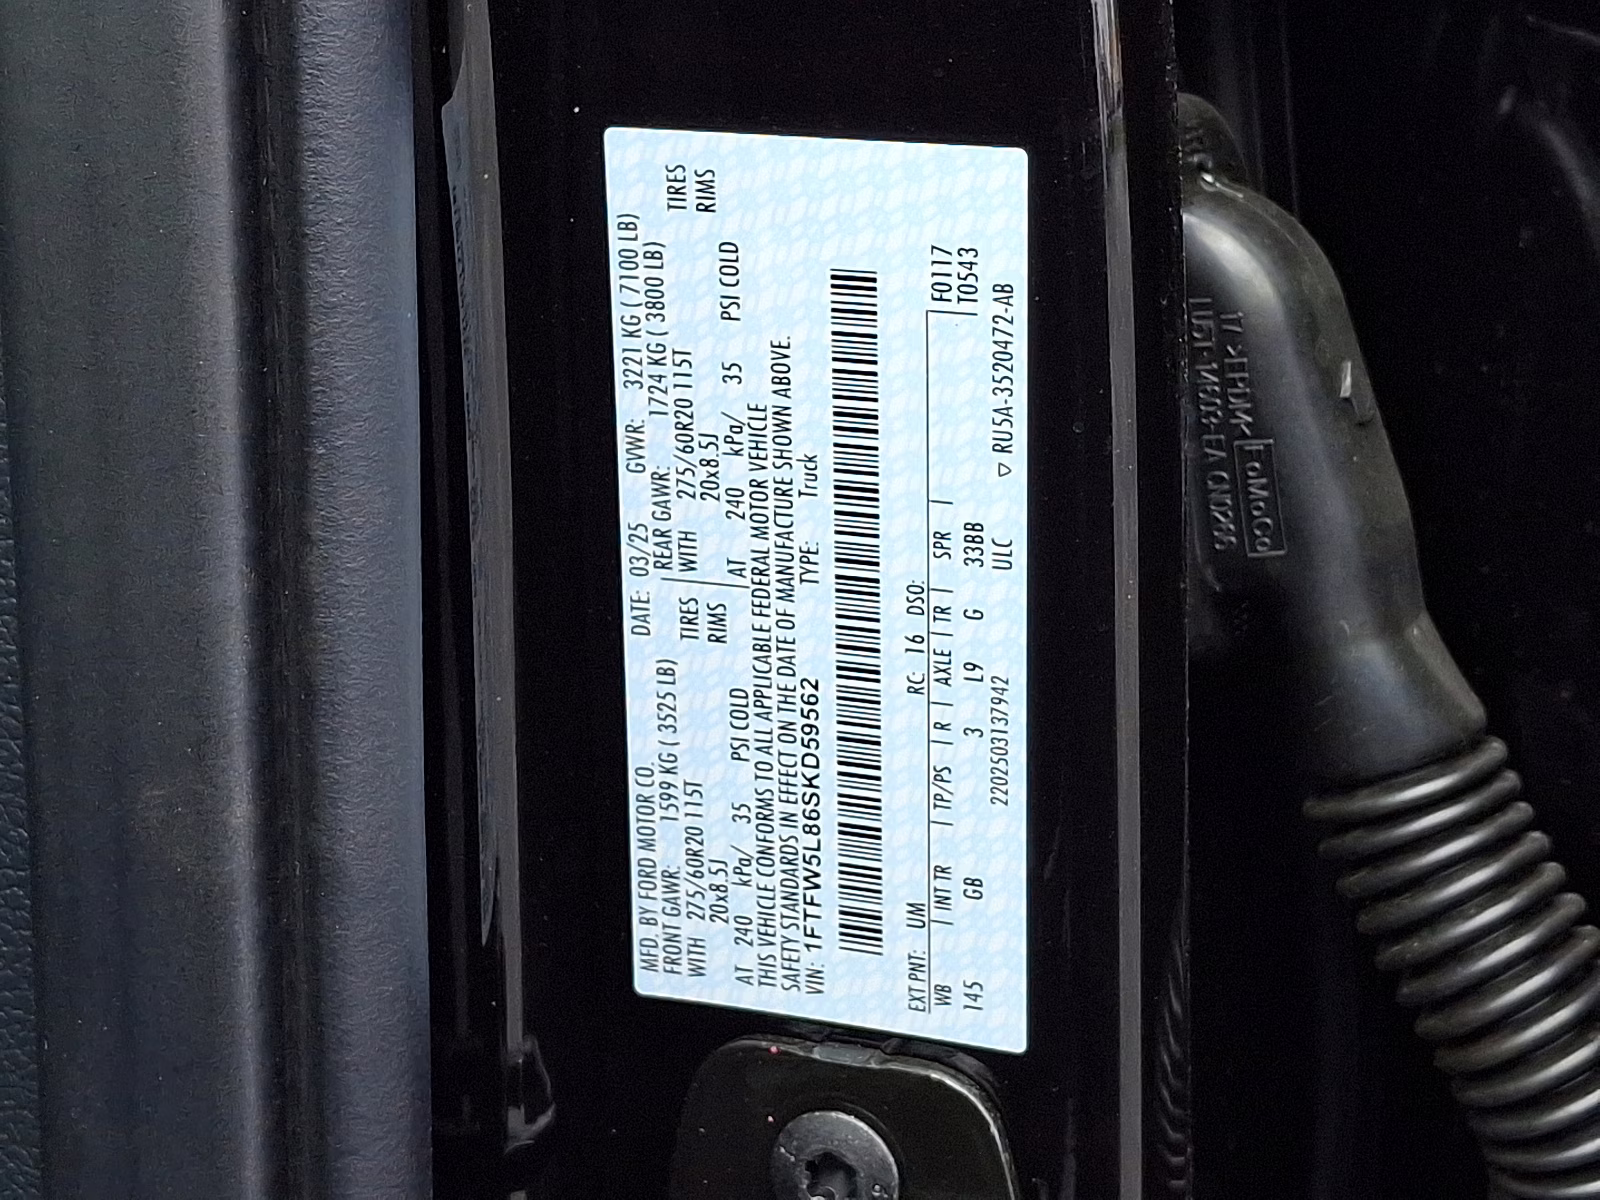 MFD. BY FORD MOTOR CO. DATE: 03/25 GVWR: 3221 KG ( 7100 LB)
FRONT GAWR: 1599 KG ( 3525 LB) REAR GAWR: 1724 KG ( 3800 LB)
WITH 275/60R20 115T TIRES WITH 275/60R20 115T TIRES
20x8.5J RIMS 20x8.5J RIMS
AT 240 kPa/ 35 PSI COLD AT 240 kPa/ 35 PSI COLD
THIS VEHICLE CONFORMS TO ALL APPLICABLE FEDERAL MOTOR VEHICLE
SAFETY STANDARDS IN EFFECT ON THE DATE OF MANUFACTURE SHOWN ABOVE.
VIN: 1FTFW5L86SKD59562 TYPE: Truck
EXT PNT: UM RC: 16 DSO:
WB | INT TR | TP/PS | R | AXLE | TR | SPR | F0117
145 GB 3 L9 G 33BB T0543
220250313794​2 ULC ▽ RU5A-3520472-AB
17 >EPDM< FoMoCo